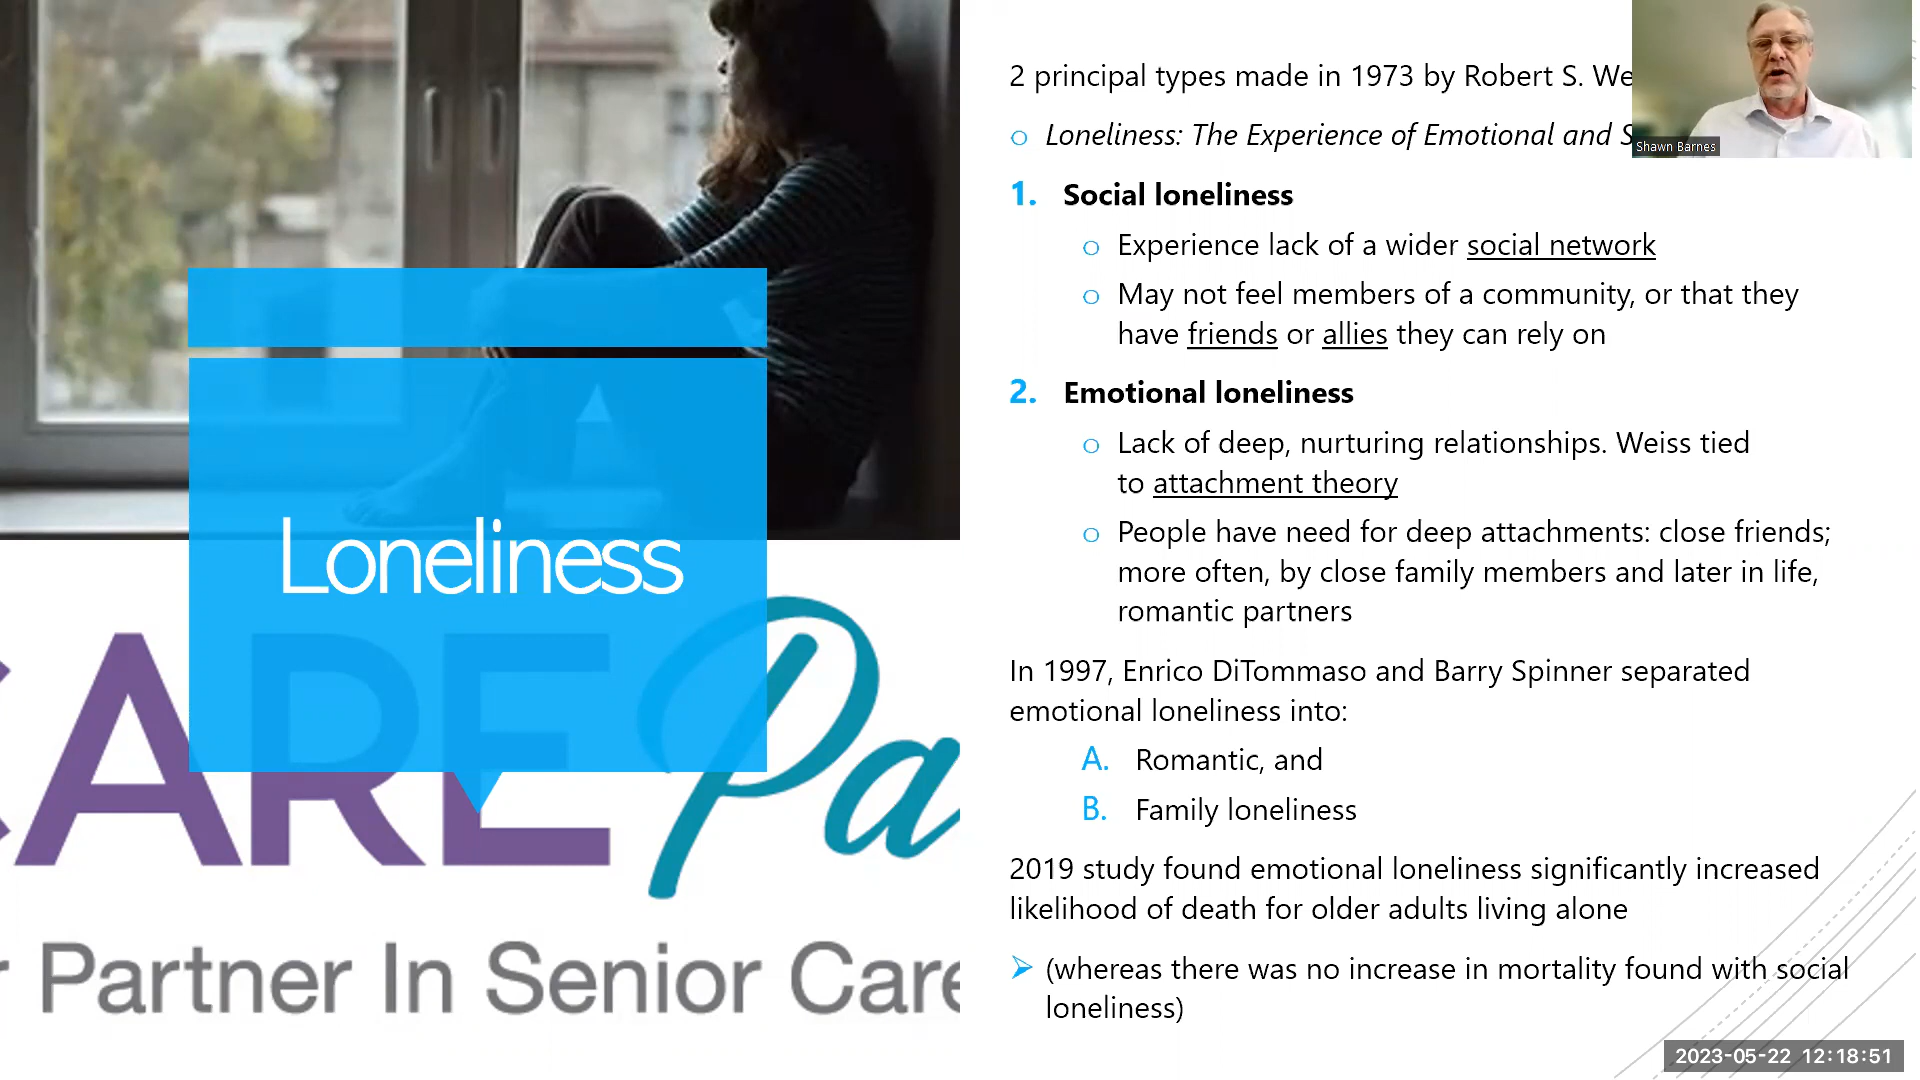 Loneliness
CARE Pa
Partner In Senior Care
2 principal types made in 1973 by Robert S. We
Loneliness: The Experience of Emotional and S
Shawn Barnes
1. Social loneliness
o Experience lack of a wider social network
o May not feel members of a community, or that they
have friends or allies they can rely on
2. Emotional loneliness
o Lack of deep, nurturing relationships. Weiss tied
to attachment theory
o People have need for deep attachments: close friends;
more often, by close family members and later in life,
romantic partners
In 1997, Enrico DiTommaso and Barry Spinner separated
emotional loneliness into:
A. Romantic, and
B. Family loneliness
2019 study found emotional loneliness significantly increased
likelihood of death for older adults living alone
(whereas there was no increase in mortality found with social
loneliness)
2023-05-22 12:18:51